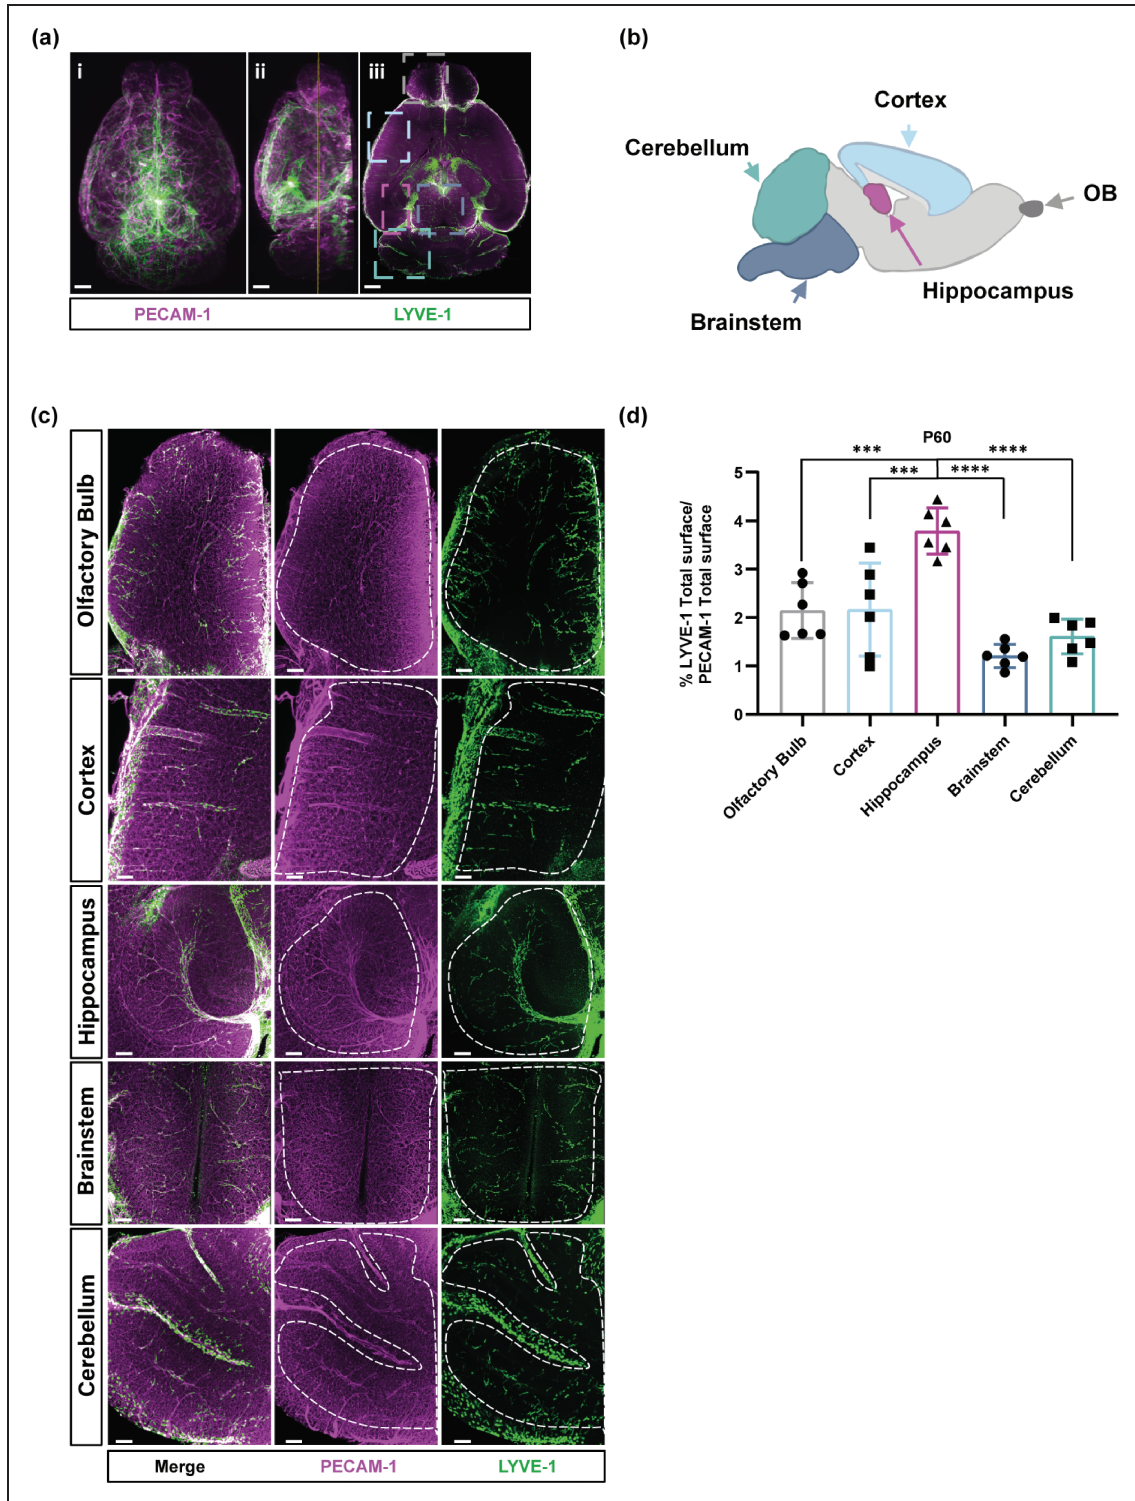 (a)
i
ii
iii
PECAM-1
LYVE-1
(b)
Cortex
Cerebellum
OB
Hippocampus
Brainstem
(c)
Olfactory Bulb
Cortex
Hippocampus
Brainstem
Cerebellum
Merge
PECAM-1
LYVE-1
(d)
P60
***
****
***
****
% LYVE-1 Total surface/
PECAM-1 Total surface
5
4
3
2
1
0
Olfactory Bulb
Cortex
Hippocampus
Brainstem
Cerebellum